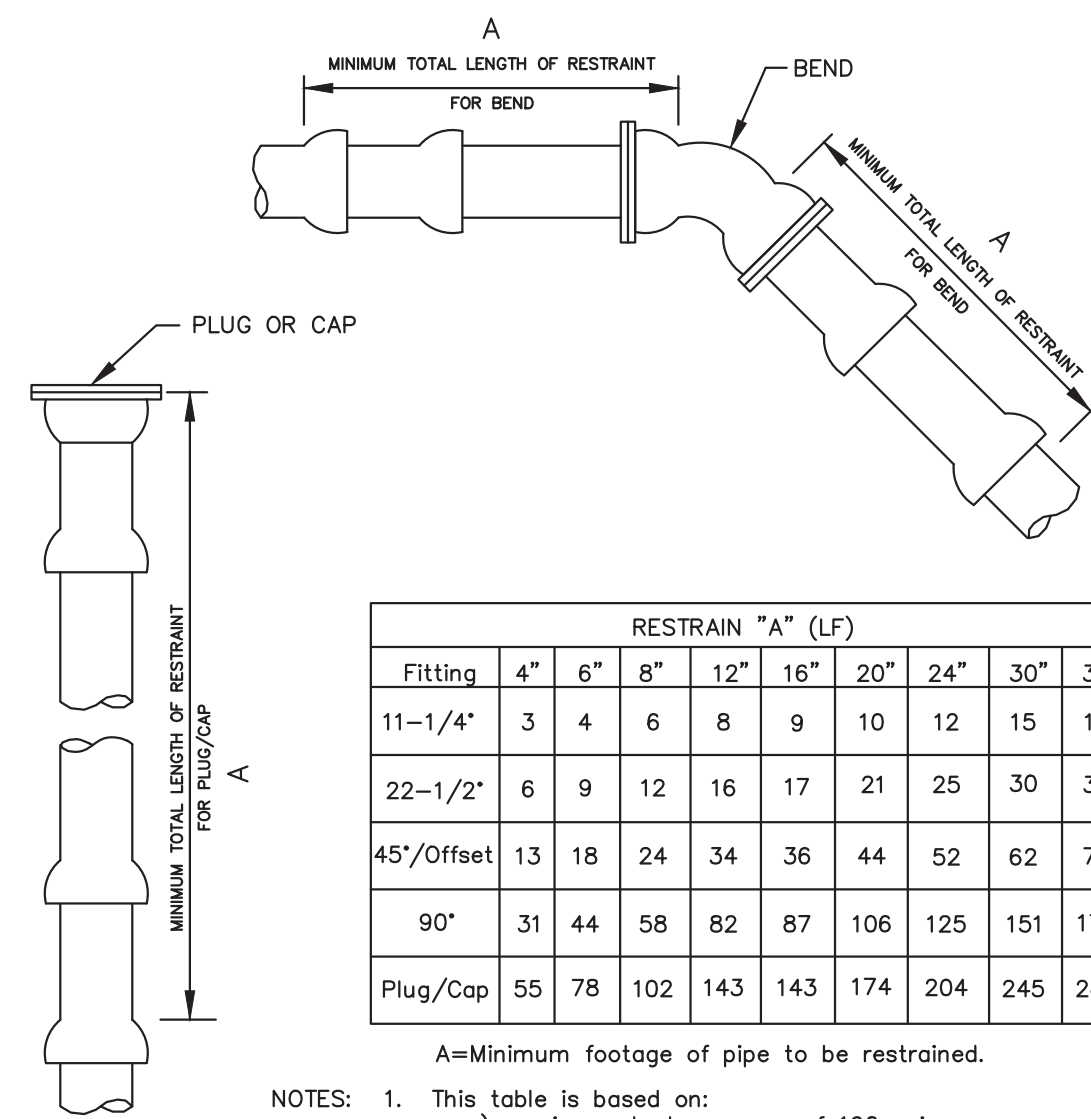 A
MINIMUM TOTAL LENGTH OF RESTRAINT
FOR BEND
BEND
MINIMUM TOTAL LENGTH OF RESTRAINT
A
FOR BEND
PLUG OR CAP
MINIMUM TOTAL LENGTH OF RESTRAINT
FOR PLUG/CAP
A
RESTRAIN "A" (LF)
Fitting 4" 6" 8" 12" 16" 20" 24" 30"
11-1/4° 3 4 6 8 9 10 12 15
22-1/2° 6 9 12 16 17 21 25 30
45°/Offset 13 18 24 34 36 44 52 62
90° 31 44 58 82 87 106 125 151
Plug/Cap 55 78 102 143 143 174 204 245
A=Minimum footage of pipe to be restrained.
NOTES: 1. This table is based on: